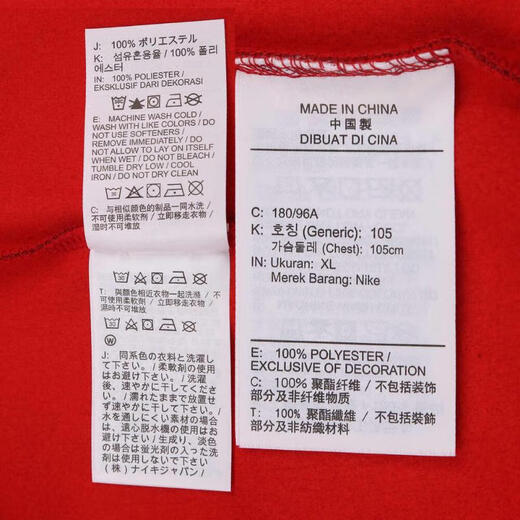 J: 100% ポリエステル
K: 섬유혼용율 / 100% 폴리
에스터
IN: 100% POLIESTER /
EKSKLUSIF DARI DEKORASI
E: MACHINE WASH COLD /
WASH WITH LIKE COLORS / DO
NOT USE SOFTENERS /
REMOVE IMMEDIATELY / DO
NOT ALLOW TO LAY ON ITSELF
WHEN WET / DO NOT BLEACH /
TUMBLE DRY LOW / COOL
IRON / DO NOT DRY CLEAN
C: 与相似颜色的制品一同水洗 /
不可使用柔软剂 / 立即移走衣物 /
湿时不可堆放
T: 與顏色相近衣物一起洗滌 / 不
可使用柔軟劑 / 立即移走衣物 /
濕時不可堆放
W
J: 同系色の衣料と洗濯し
て下さい。/ 柔軟剤の使用
はお避け下さい。/ 洗濯
後、速やかに干してくださ
い。/ 濡れたままで放置せ
ず速やかに干して下さい。/
水を通しにくい素材の場合
は、遠心脱水機の使用はお
避け下さい / 生成り、淡色
の場合は蛍光剤の入った洗
剤はお避け下さい /
(株) ナイキジャパン /
MADE IN CHINA
中国製
DIBUAT DI CINA
C: 180/96A
K: 호칭 (Generic): 105
가슴둘레 (Chest): 105cm
IN: Ukuran: XL
Merek Barang: Nike
E: 100% POLYESTER /
EXCLUSIVE OF DECORATION
C: 100% 聚酯纤维 / 不包括装饰
部分及非纤维物质
T: 100% 聚酯纖維 / 不包括裝飾
部分及非紡織材料